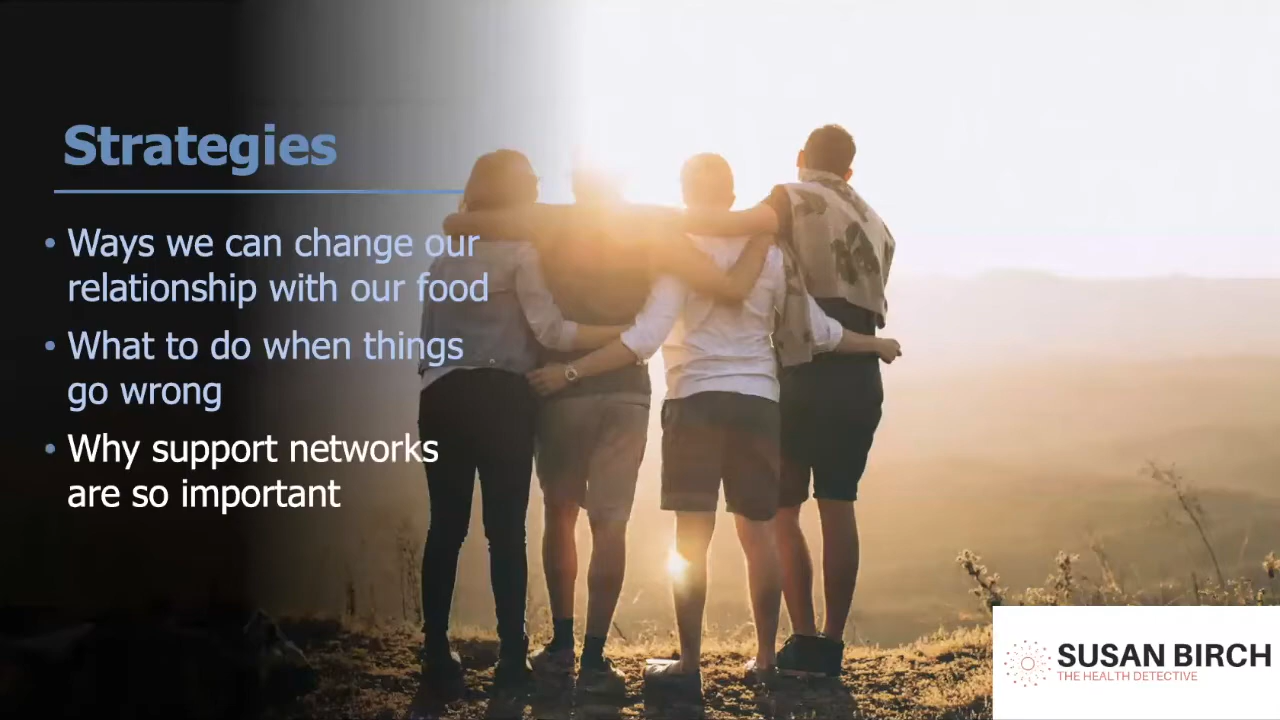 Strategies
• Ways we can change our
relationship with our food
• What to do when things
go wrong
• Why support networks
are so important
SUSAN BIRCH
THE HEALTH DETECTIVE